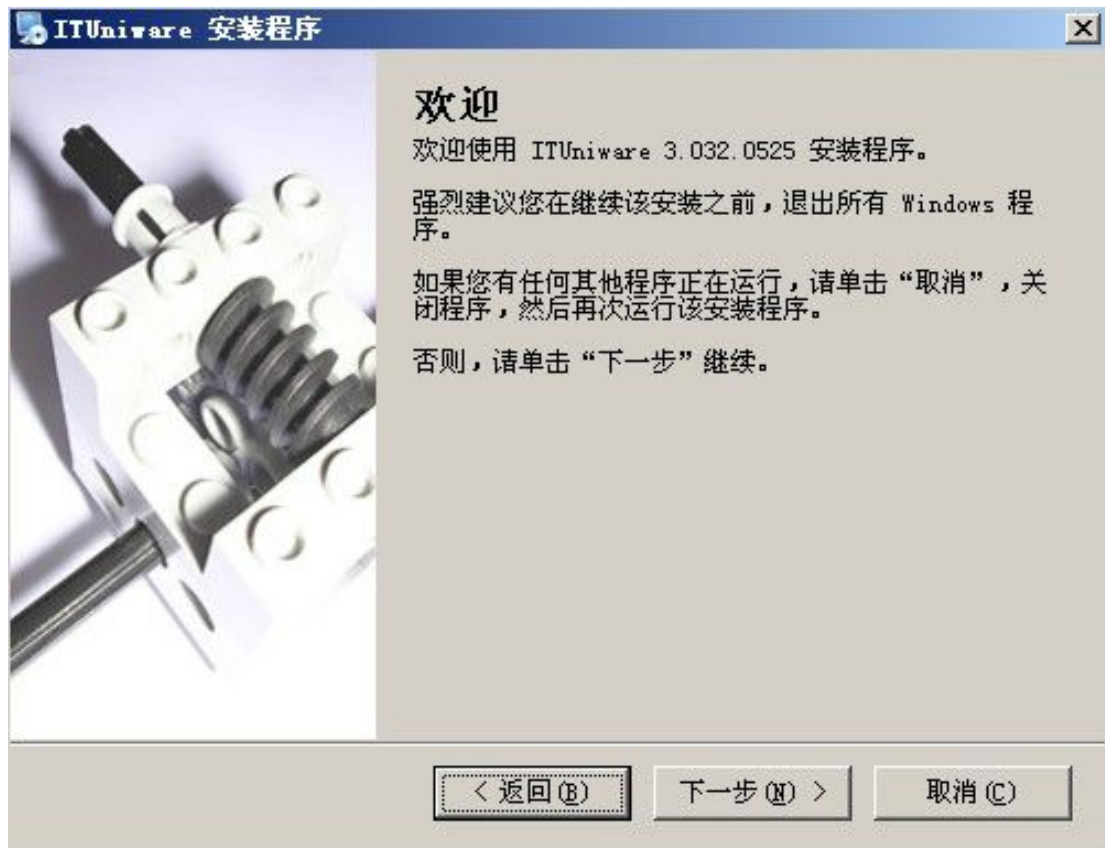 ITUniware 安装程序
欢迎
欢迎使用 ITUniware 3.032.0525 安装程序。
强烈建议您在继续该安装之前，退出所有 Windows 程
序。
如果您有任何其他程序正在运行，请单击“取消”，关
闭程序，然后再次运行该安装程序。
否则，请单击“下一步”继续。
< 返回(B)
下一步(N) >
取消(C)